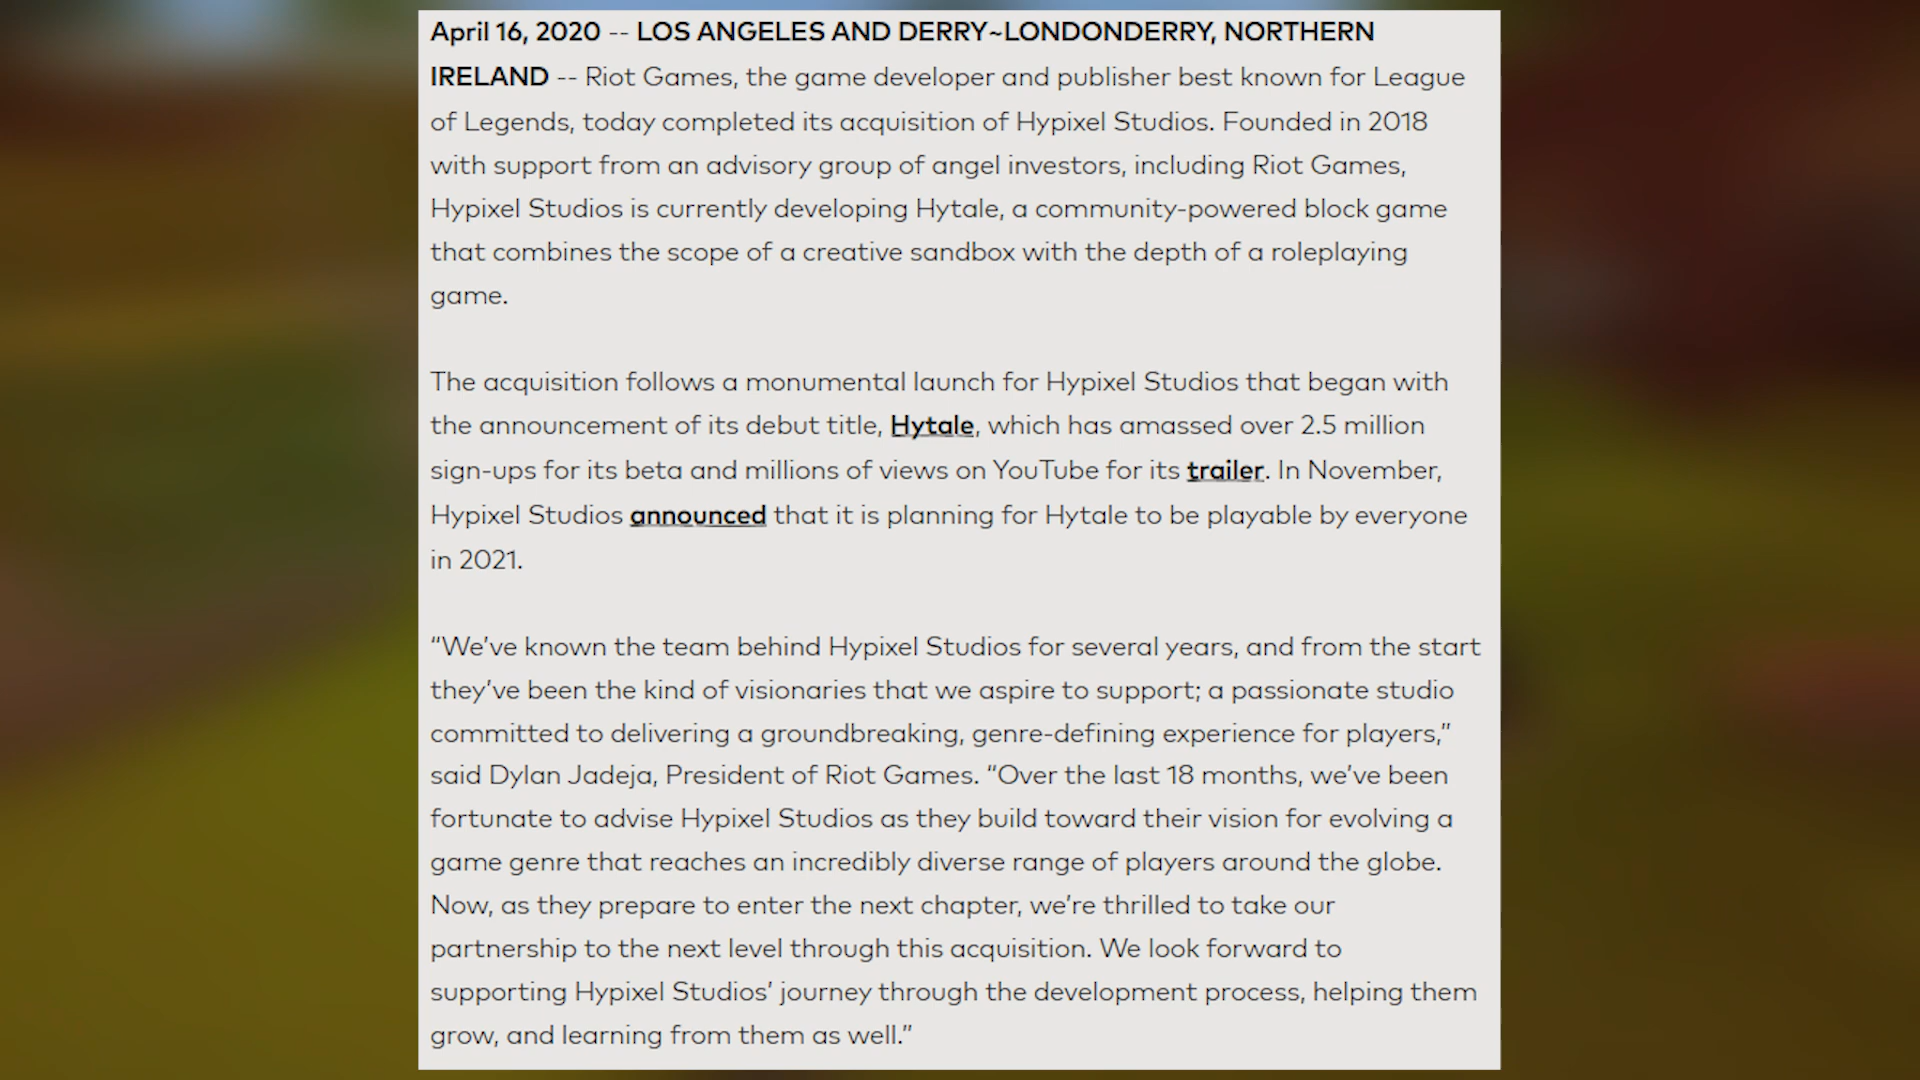 April 16, 2020 -- LOS ANGELES AND DERRY~LONDONDERRY, NORTHERN
IRELAND -- Riot Games, the game developer and publisher best known for League
of Legends, today completed its acquisition of Hypixel Studios. Founded in 2018
with support from an advisory group of angel investors, including Riot Games,
Hypixel Studios is currently developing Hytale, a community-powered block game
that combines the scope of a creative sandbox with the depth of a roleplaying
game.
The acquisition follows a monumental launch for Hypixel Studios that began with
the announcement of its debut title, Hytale, which has amassed over 2.5 million
sign-ups for its beta and millions of views on YouTube for its trailer. In November,
Hypixel Studios announced that it is planning for Hytale to be playable by everyone
in 2021.
“We’ve known the team behind Hypixel Studios for several years, and from the start
they’ve been the kind of visionaries that we aspire to support; a passionate studio
committed to delivering a groundbreaking, genre-defining experience for players,”
said Dylan Jadeja, President of Riot Games. “Over the last 18 months, we’ve been
fortunate to advise Hypixel Studios as they build toward their vision for evolving a
game genre that reaches an incredibly diverse range of players around the globe.
Now, as they prepare to enter the next chapter, we’re thrilled to take our
partnership to the next level through this acquisition. We look forward to
supporting Hypixel Studios’ journey through the development process, helping them
grow, and learning from them as well.”